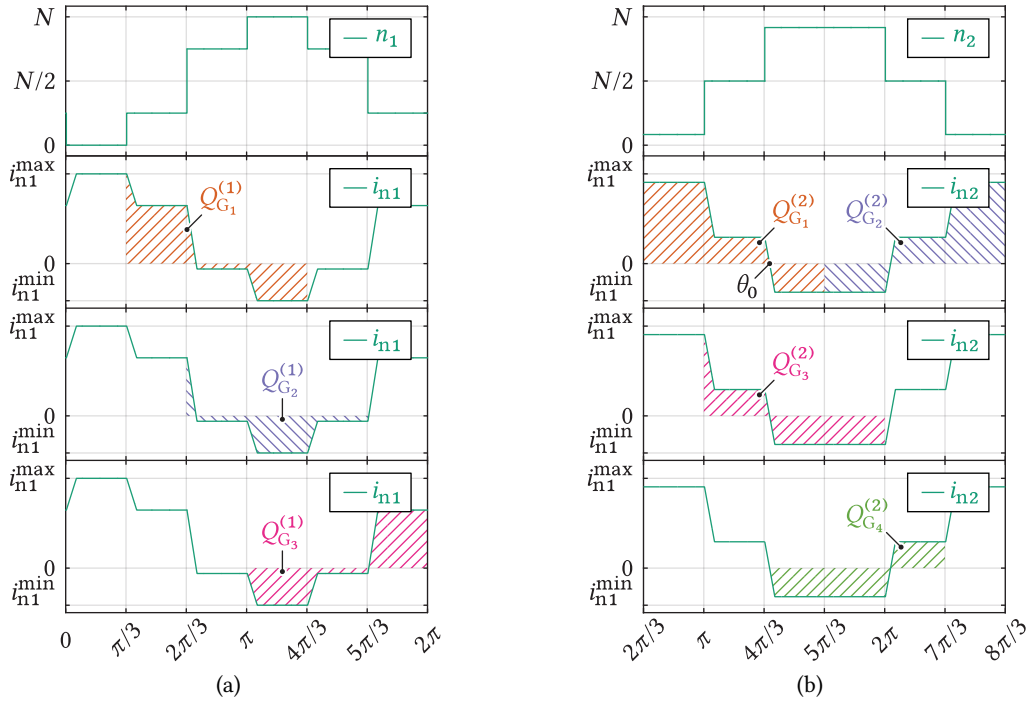 N
N/2
0
n₁
i_n1^max
0
i_n1^min
Q_G₁^(1)
i_n1
i_n1^max
0
i_n1^min
Q_G₂^(1)
i_n1
i_n1^max
0
i_n1^min
Q_G₃^(1)
i_n1
0 π/3 2π/3 π 4π/3 5π/3 2π
(a)
N
N/2
0
n₂
i_n1^max
0
i_n1^min
Q_G₁^(2) Q_G₂^(2)
θ₀
i_n2
i_n1^max
0
i_n1^min
Q_G₃^(2)
i_n2
i_n1^max
0
i_n1^min
Q_G₄^(2)
i_n2
2π/3 π 4π/3 5π/3 2π 7π/3 8π/3
(b)